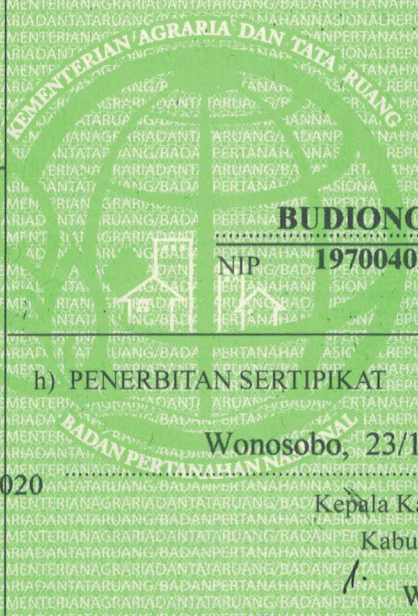 KEMENTERIAN AGRARIA DAN TATA RUANG
BUDIONO
NIP 1970040
h) PENERBITAN SERTIPIKAT
BADAN PERTANAHAN NASIONAL
Wonosobo, 23/1
020
Kepala Ka
Kabu
W